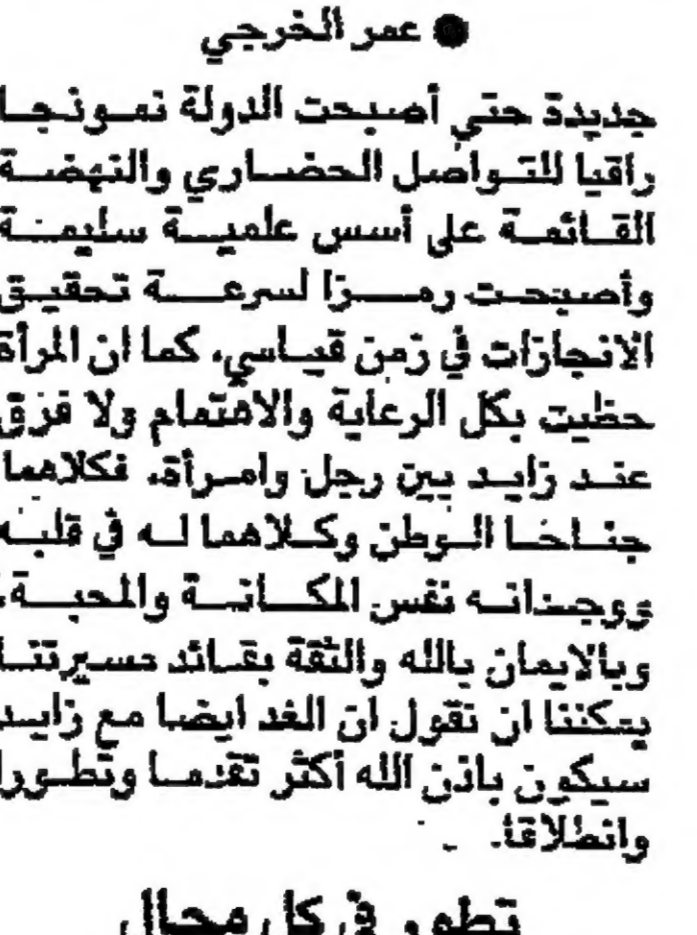 ● عمر الخرجي
جديدة حتى أصبحت الدولة نموذجا
راقيا للتواصل الحضاري والنهضة
القائمة على أسس علمية سليمة
وأصبحت رمزا لسرعة تحقيق
الانجازات في زمن قياسي، كما ان المرأة
حظيت بكل الرعاية والاهتمام ولا فرق
عند زايد بين رجل وامرأة، فكلاهما
جناحا الوطن وكلاهما له في قلبه
ووجدانه نفس المكانة والمحبة،
وبالايمان بالله والثقة بقائد مسيرتنا
يمكننا ان نقول ان الغد ايضا مع زايد
سيكون باذن الله أكثر تقدما وتطورا
وانطلاقا.
تطور في كل مجال